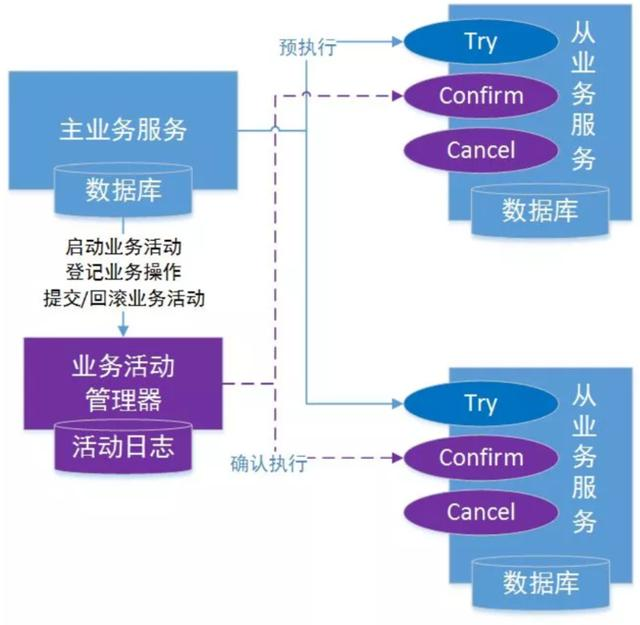 预执行
Try
Confirm
Cancel
从业务服务
数据库
主业务服务
数据库
启动业务活动
登记业务操作
提交/回滚业务活动
业务活动
管理器
活动日志
确认执行
Try
Confirm
Cancel
从业务服务
数据库